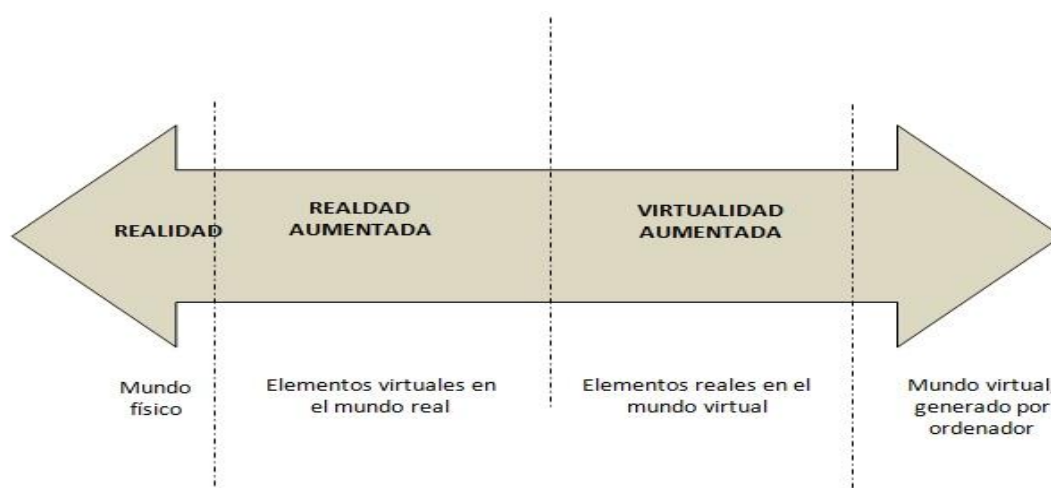 REALIDAD
REALDAD
AUMENTADA
VIRTUALIDAD
AUMENTADA
Mundo
físico
Elementos virtuales en
el mundo real
Elementos reales en el
mundo virtual
Mundo virtual
generado por
ordenador